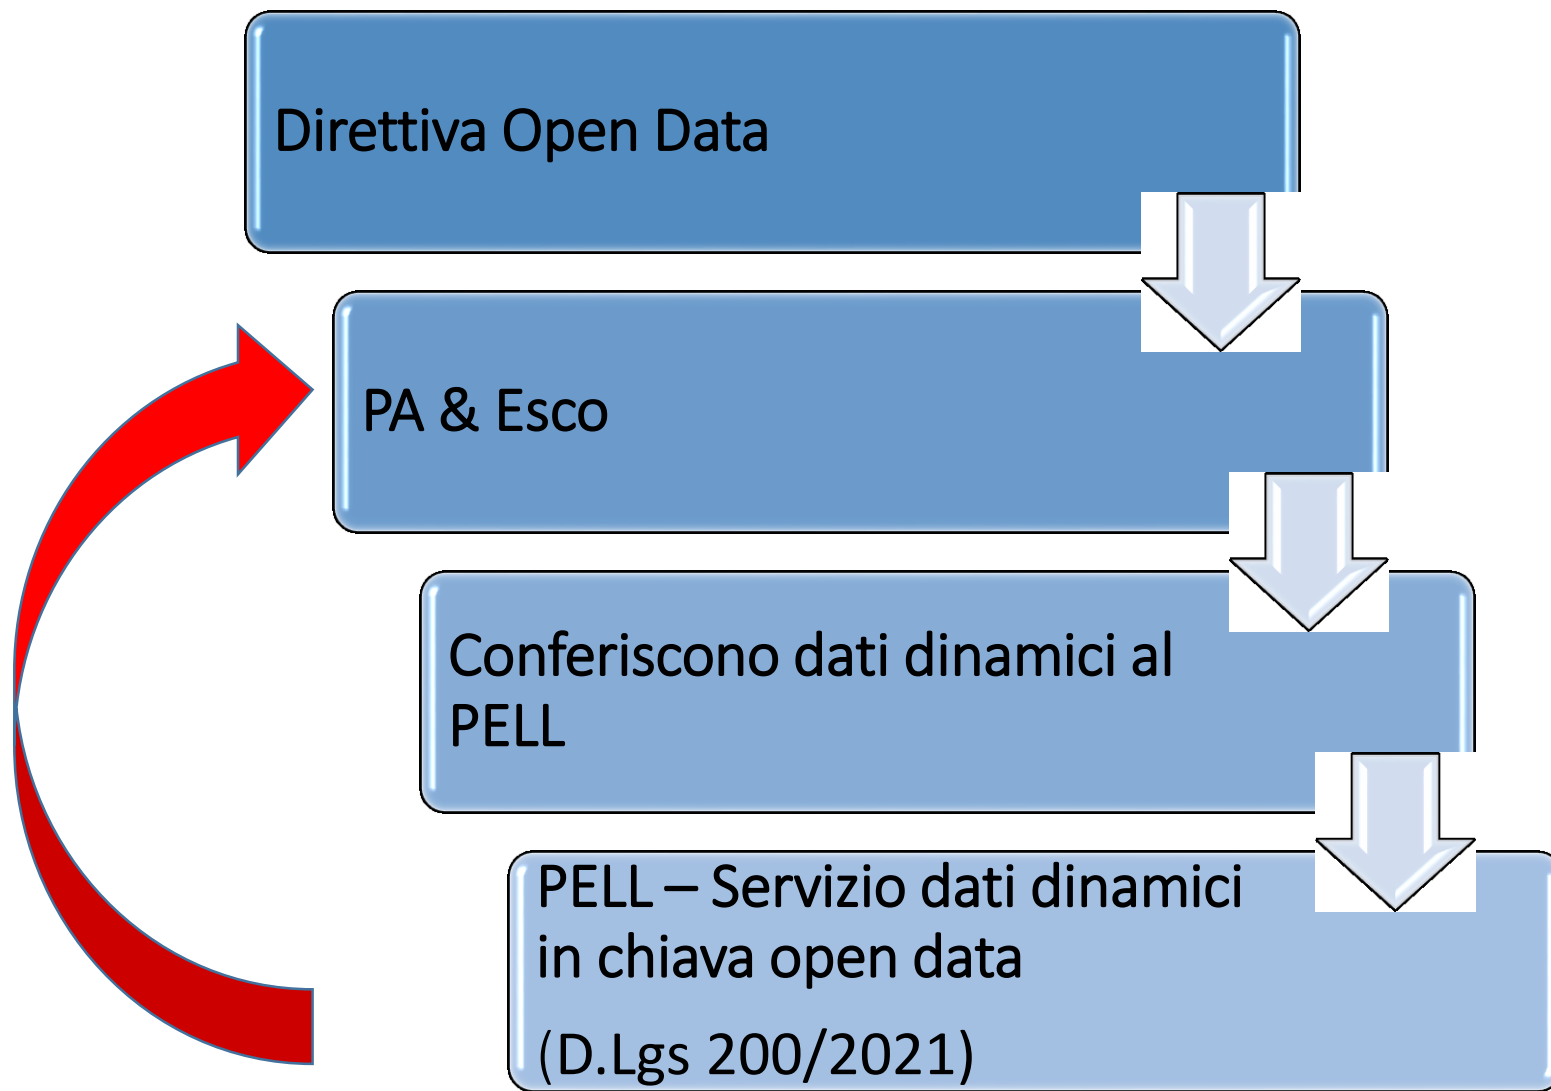 Direttiva Open Data
PA & Esco
Conferiscono dati dinamici al
PELL
PELL – Servizio dati dinamici
in chiava open data
(D.Lgs 200/2021)